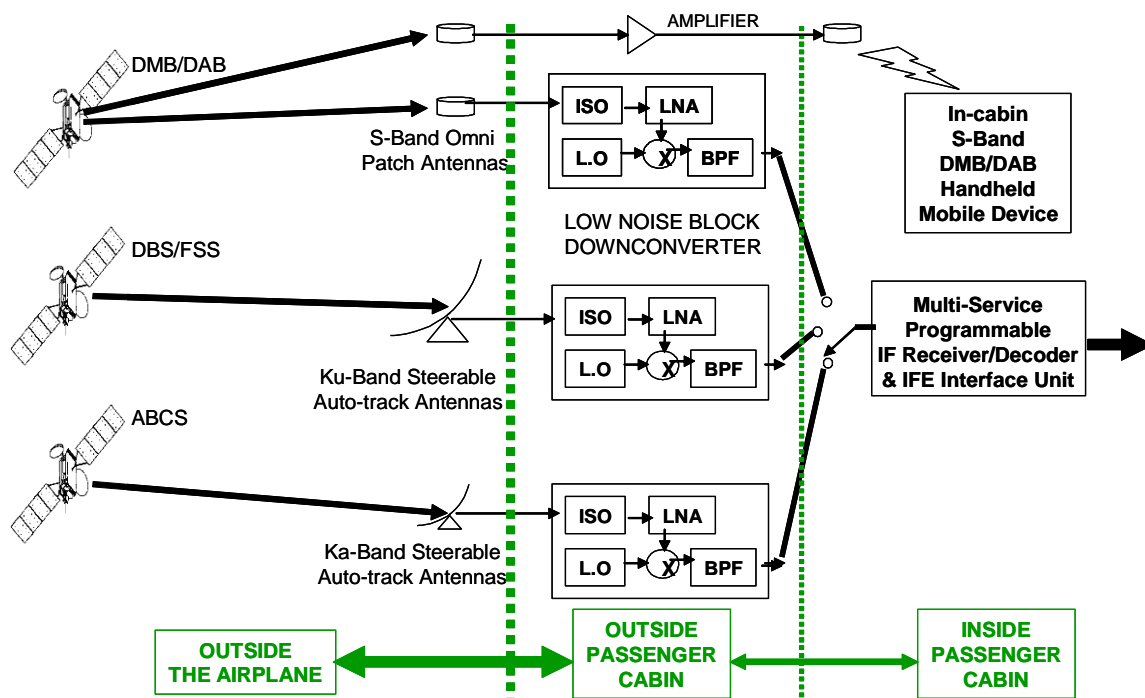 AMPLIFIER
DMB/DAB
S-Band Omni
Patch Antennas
ISO
LNA
L.O
X
BPF
In-cabin
S-Band
DMB/DAB
Handheld
Mobile Device
LOW NOISE BLOCK
DOWNCONVERTER
DBS/FSS
Ku-Band Steerable
Auto-track Antennas
ISO
LNA
L.O
X
BPF
Multi-Service
Programmable
IF Receiver/Decoder
& IFE Interface Unit
ABCS
Ka-Band Steerable
Auto-track Antennas
ISO
LNA
L.O
X
BPF
OUTSIDE
THE AIRPLANE
OUTSIDE
PASSENGER
CABIN
INSIDE
PASSENGER
CABIN